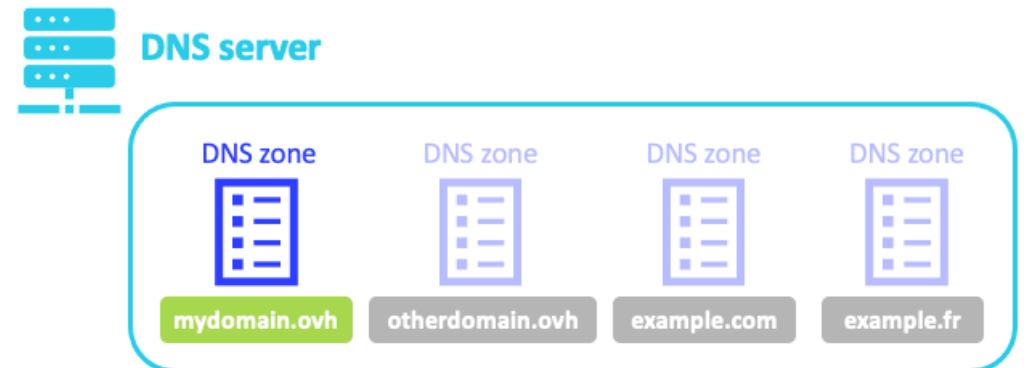 DNS server
DNS zone DNS zone DNS zone DNS zone
mydomain.ovh otherdomain.ovh example.com example.fr